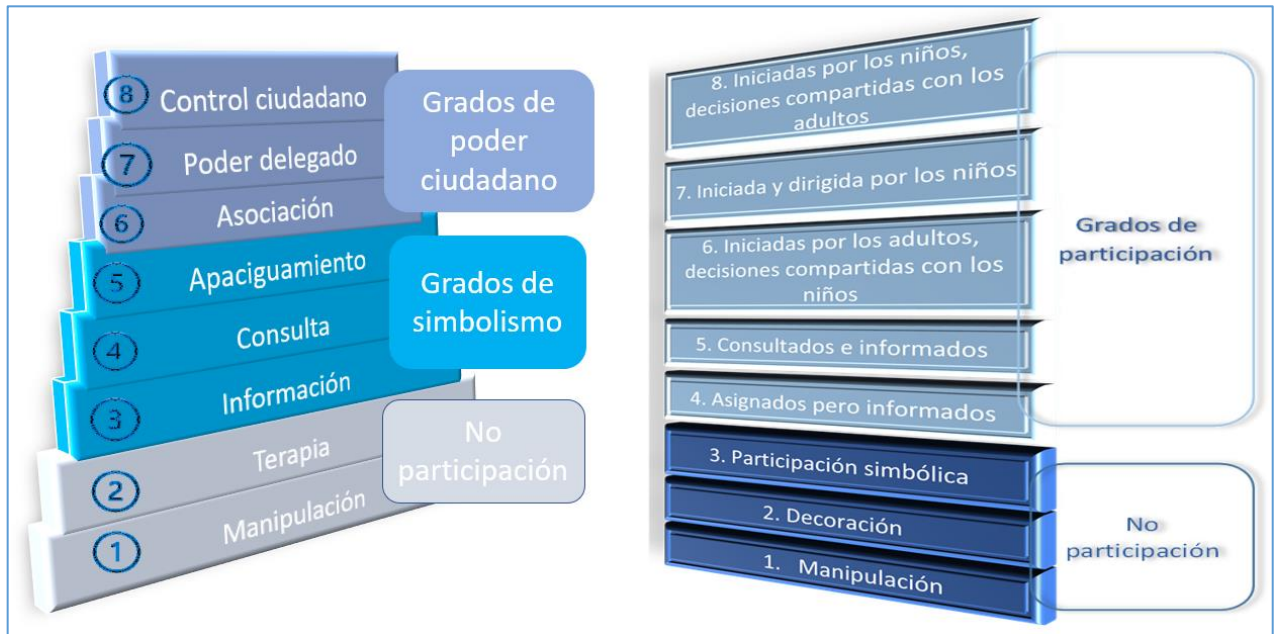 8 Control ciudadano
7 Poder delegado
6 Asociación
Grados de
poder
ciudadano
5 Apaciguamiento
4 Consulta
3 Información
Grados de
simbolismo
2 Terapia
1 Manipulación
No
participación
8. Iniciadas por los niños,
decisiones compartidas con los
adultos
7. Iniciada y dirigida por los niños
6. Iniciadas por los adultos,
decisiones compartidas con los
niños
5. Consultados e informados
4. Asignados pero informados
Grados de
participación
3. Participación simbólica
2. Decoración
1. Manipulación
No
participación